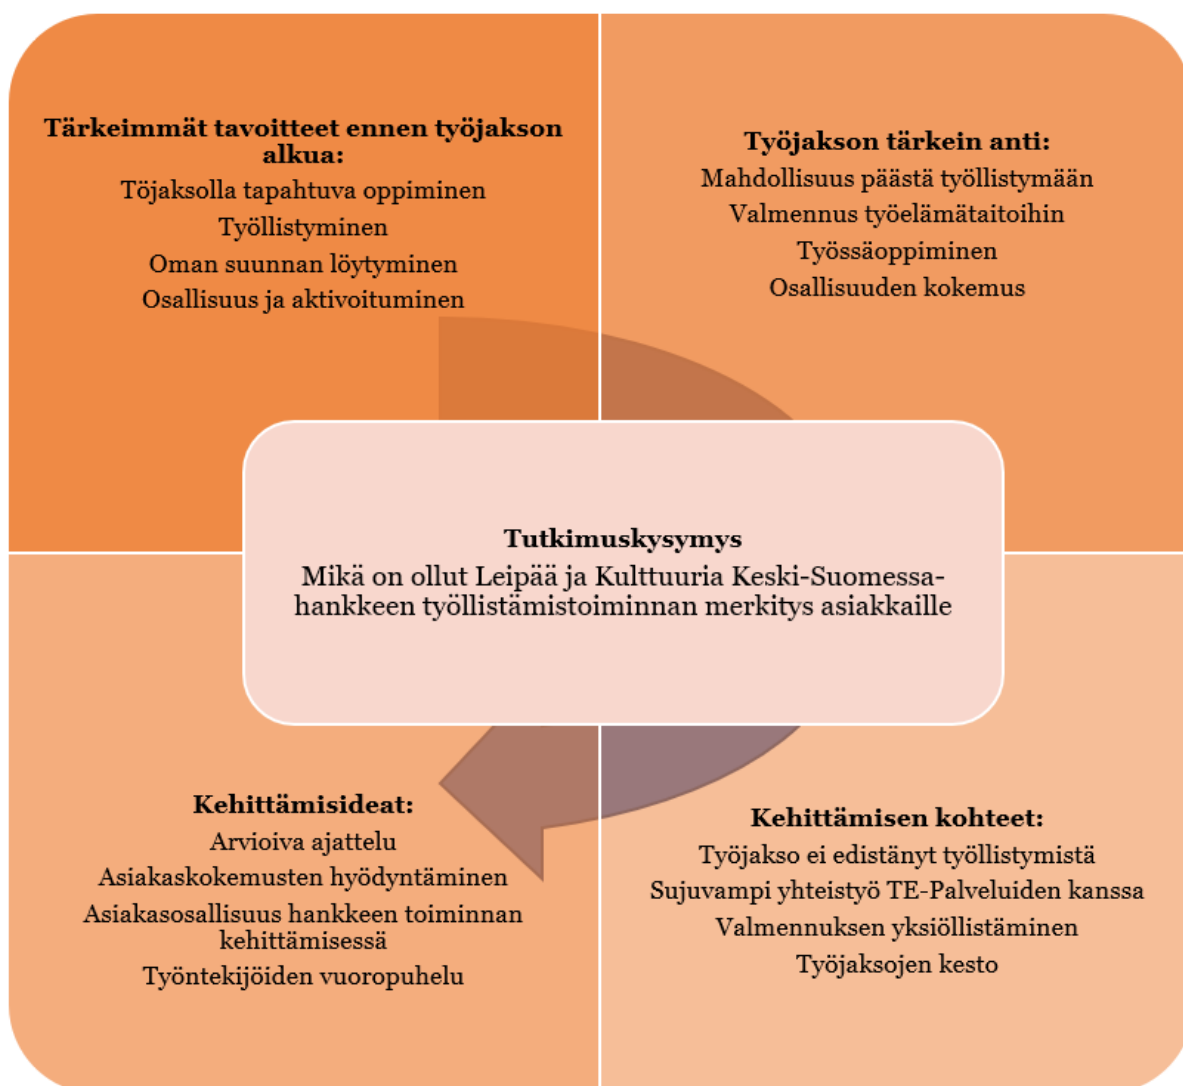 Tärkeimmät tavoitteet ennen työjakson
alkua:
Töjaksolla tapahtuva oppiminen
Työllistyminen
Oman suunnan löytyminen
Osallisuus ja aktivoituminen
Työjakson tärkein anti:
Mahdollisuus päästä työllistymään
Valmennus työelämätaitoihin
Työssäoppiminen
Osallisuuden kokemus
Tutkimuskysymys
Mikä on ollut Leipää ja Kulttuuria Keski-Suomessa-
hankkeen työllistämistoiminnan merkitys asiakkaille
Kehittämisideat:
Arvioiva ajattelu
Asiakaskokemusten hyödyntäminen
Asiakasosallisuus hankkeen toiminnan
kehittämisessä
Työntekijöiden vuoropuhelu
Kehittämisen kohteet:
Työjakso ei edistänyt työllistymistä
Sujuvampi yhteistyö TE-Palveluiden kanssa
Valmennuksen yksiöllistäminen
Työjaksojen kesto